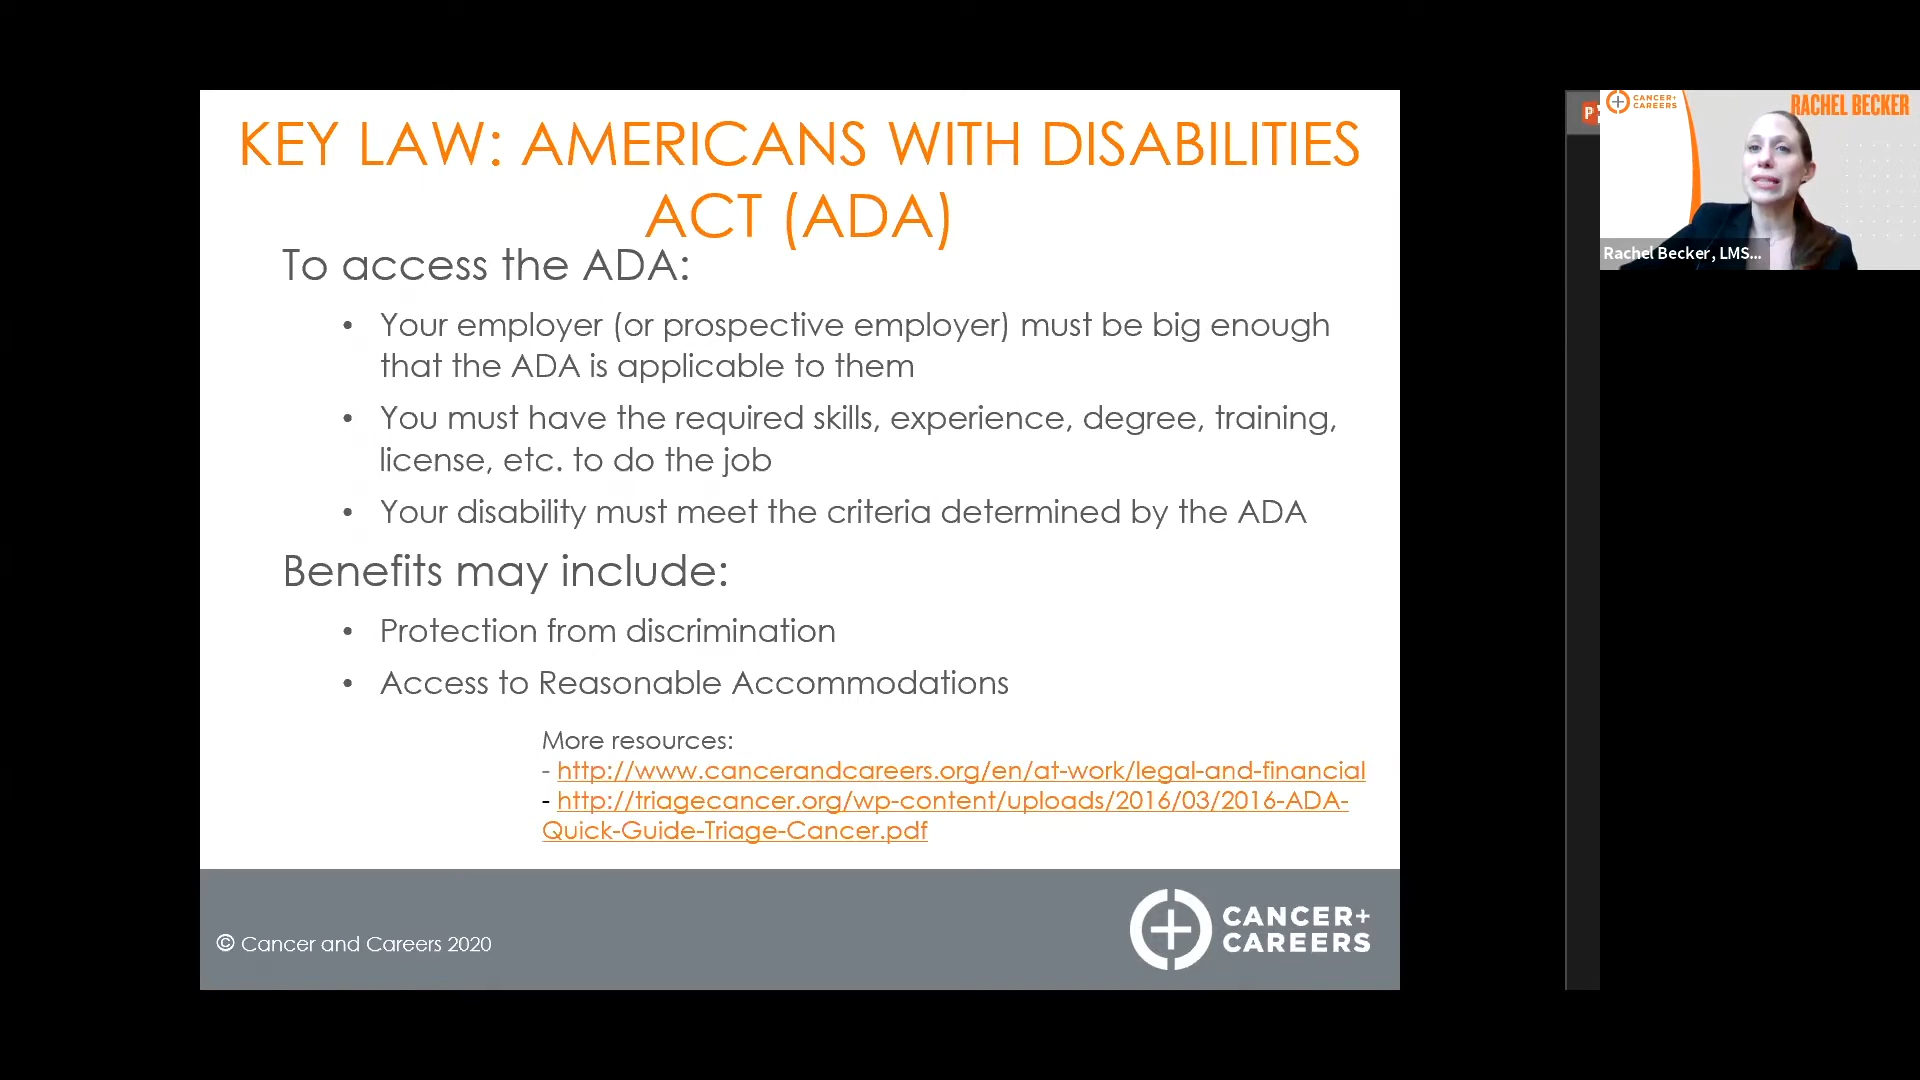 KEY LAW: AMERICANS WITH DISABILITIES
ACT (ADA)
To access the ADA:
• Your employer (or prospective employer) must be big enough
that the ADA is applicable to them
• You must have the required skills, experience, degree, training,
license, etc. to do the job
• Your disability must meet the criteria determined by the ADA
Benefits may include:
• Protection from discrimination
• Access to Reasonable Accommodations
More resources:
- http://www.cancerandcareers.org/en/at-work/legal-and-financial
- http://triagecancer.org/wp-content/uploads/2016/03/2016-ADA-
Quick-Guide-Triage-Cancer.pdf
© Cancer and Careers 2020
CANCER+
CAREERS
P
CANCER+
CAREERS
RACHEL BECKER
Rachel Becker, LMS...